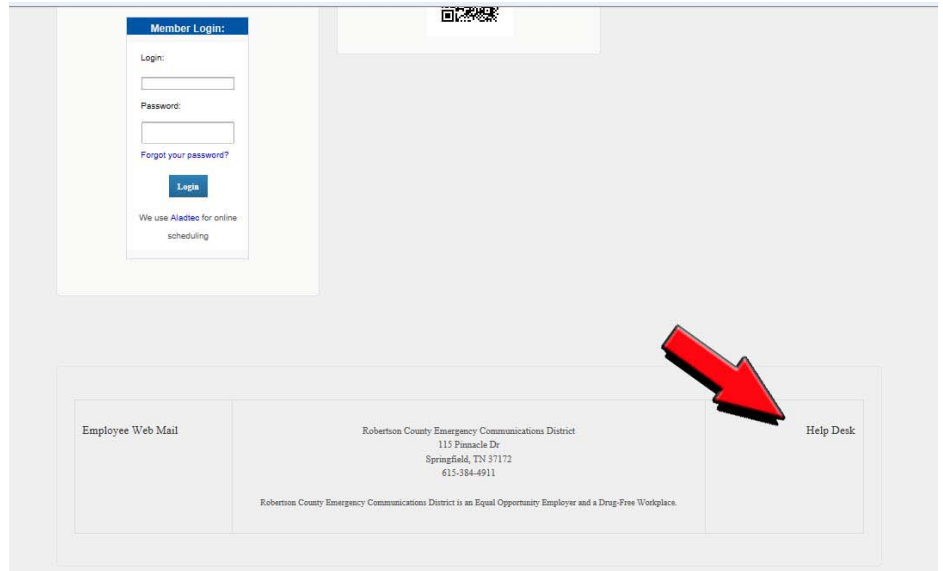 Member Login:
Login:
Password:
Forgot your password?
Login
We use Aladtec for online
scheduling
Employee Web Mail
Robertson County Emergency Communications District
115 Pinnacle Dr
Springfield, TN 37172
615-384-4911
Robertson County Emergency Communications District is an Equal Opportunity Employer and a Drug-Free Workplace.
Help Desk